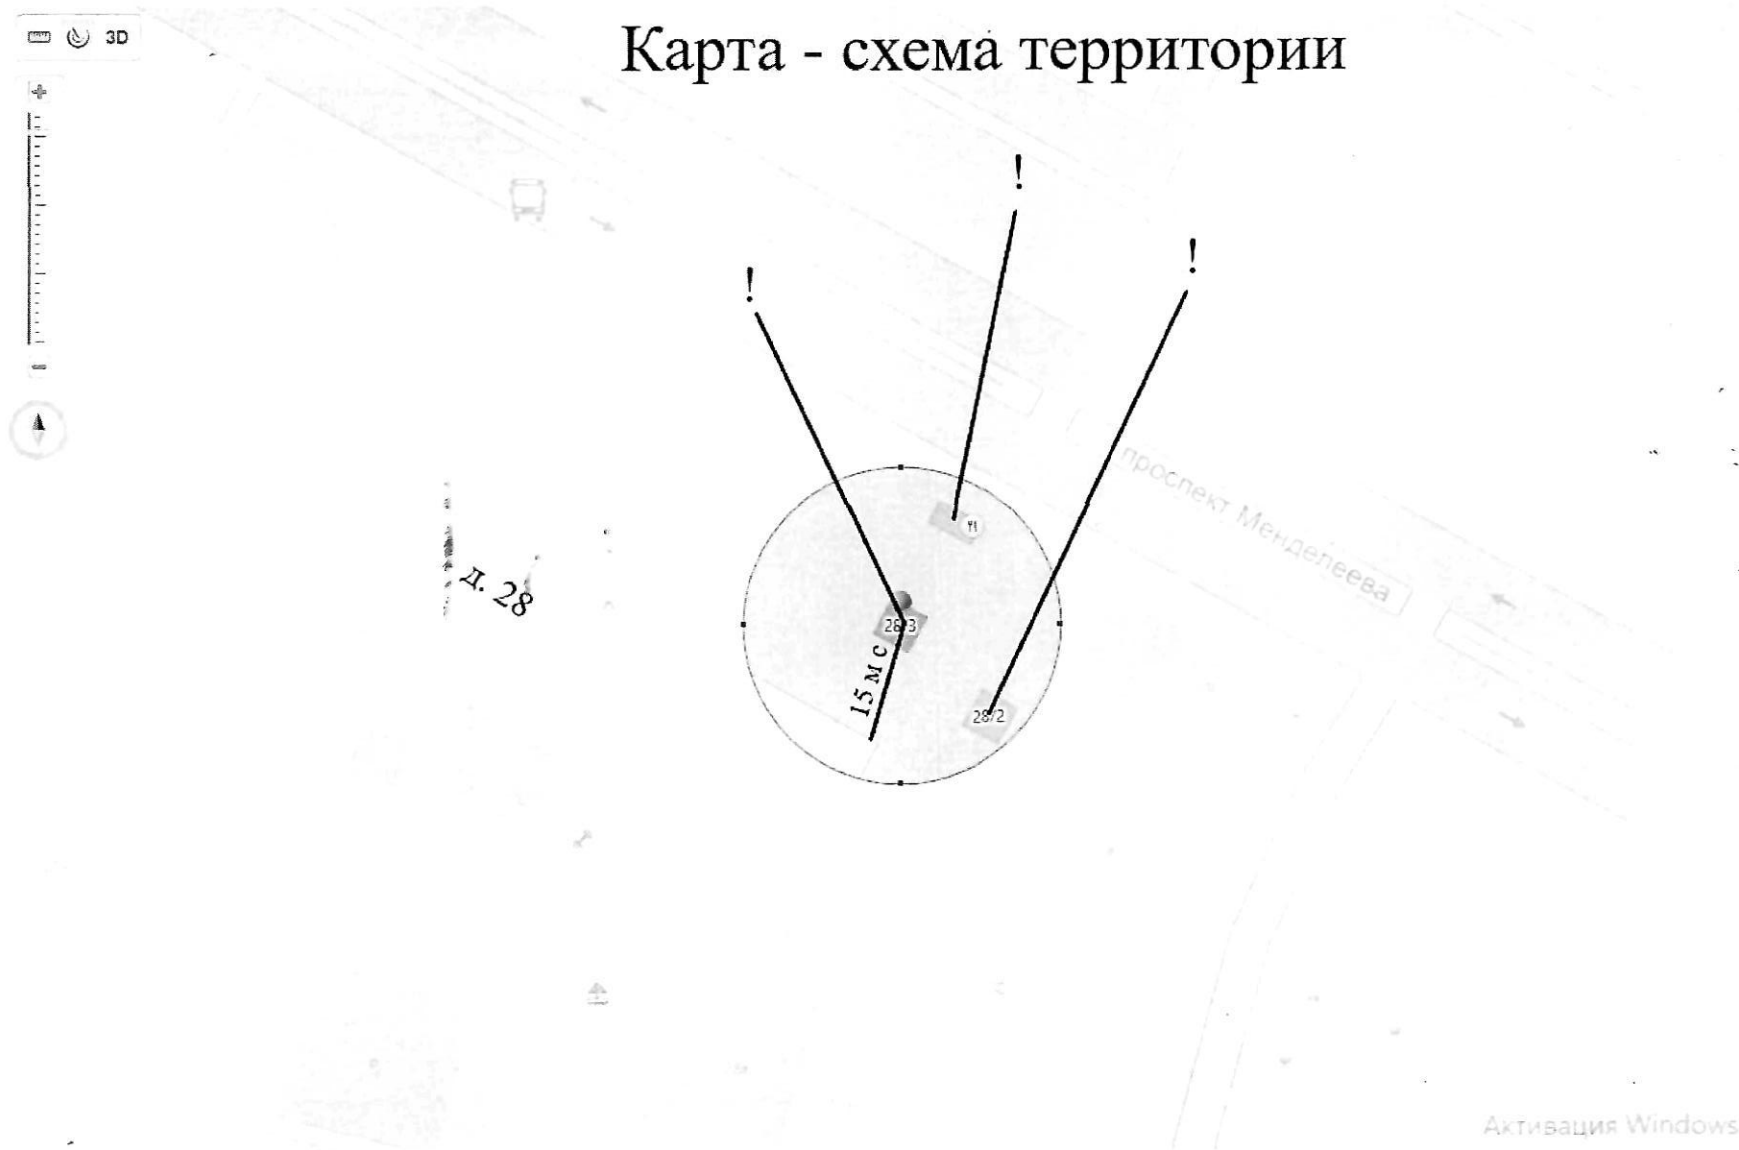 Карта - схема территории
3D
!
!
!
проспект Менделеева
д. 28
28/3
15 м с
28/2
Активация Windows